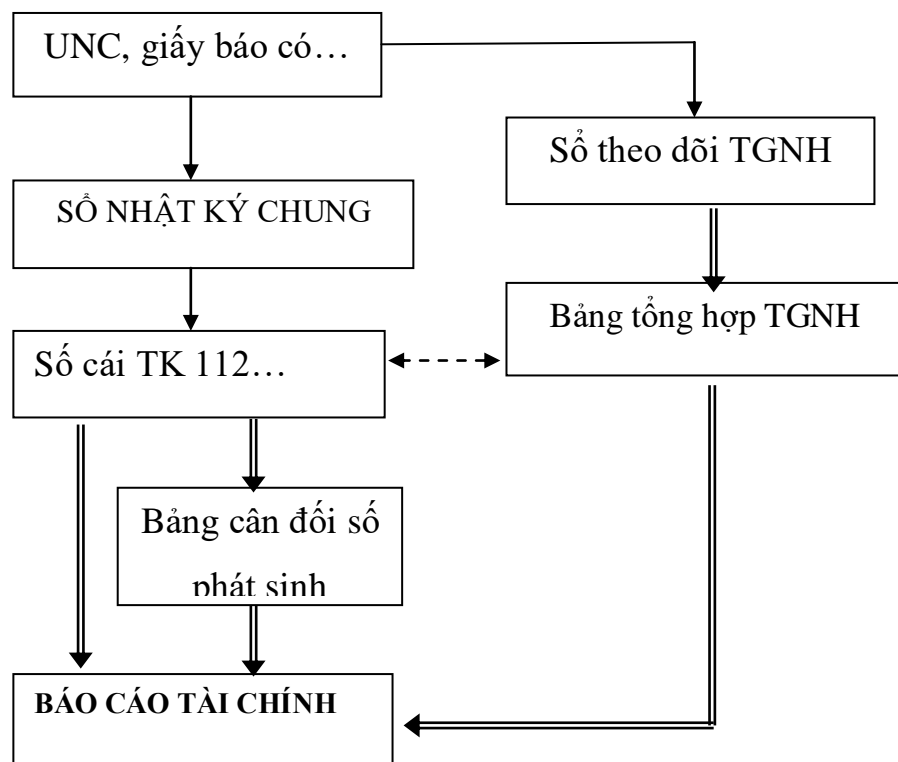 UNC, giấy báo có…
Sổ theo dõi TGNH
SỔ NHẬT KÝ CHUNG
Bảng tổng hợp TGNH
Số cái TK 112…
Bảng cân đối số
phát sinh
BÁO CÁO TÀI CHÍNH